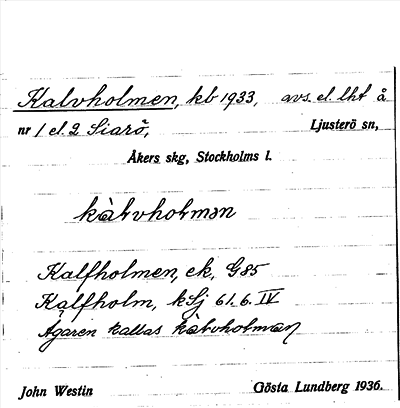 Kalvholmen, kb 1933, avs. el. lht å
nr 1 el. 2 Siarö, Ljusterö sn,
Åkers skg, Stockholms l.
kàlvholmən
Kalfholmen, ek, G85
Kalfholm, kSj 61.6.IV
Ägaren kallas kàlvholman
John Westin Gösta Lundberg 1936.